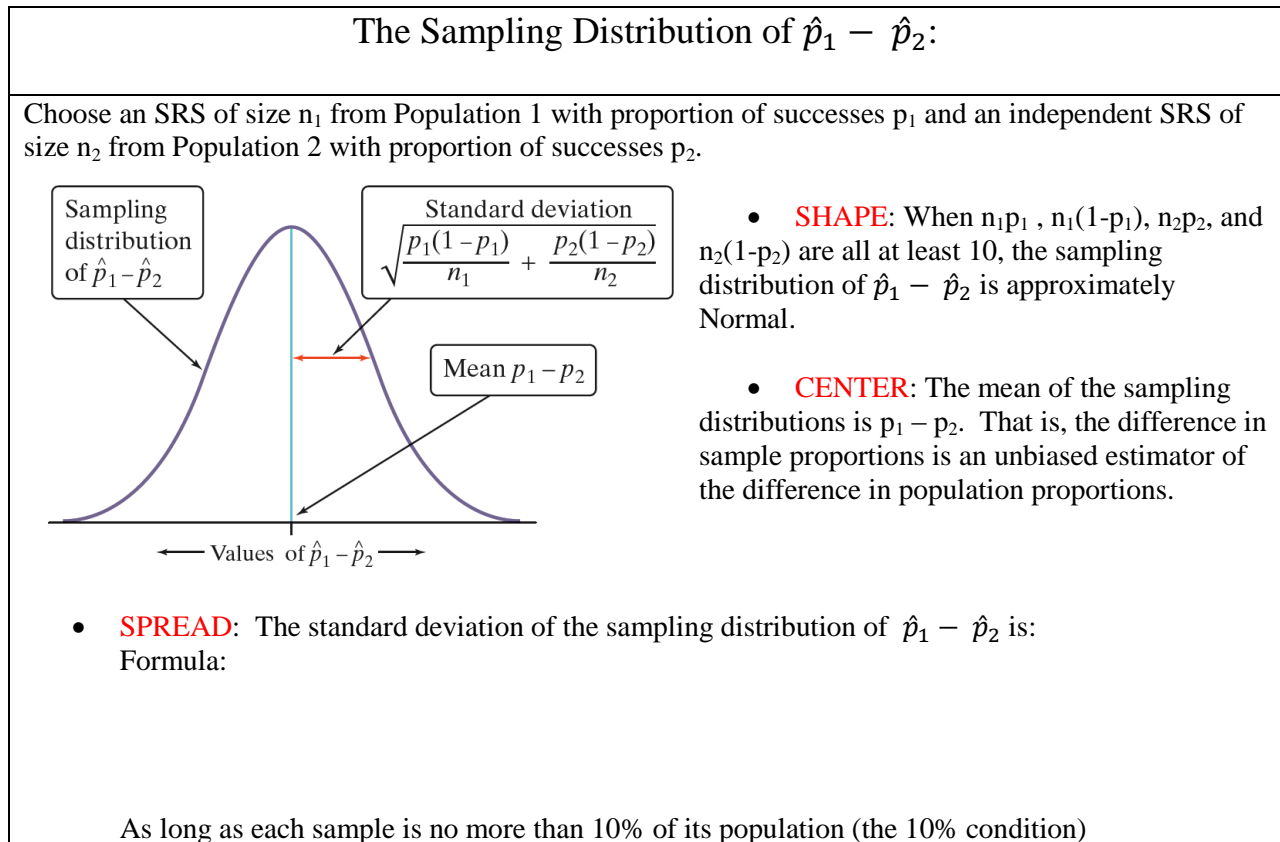 The Sampling Distribution of p̂₁ − p̂₂:
Choose an SRS of size n₁ from Population 1 with proportion of successes p₁ and an independent SRS of
size n₂ from Population 2 with proportion of successes p₂.
Sampling
distribution
of p̂₁ – p̂₂
Standard deviation
√(p₁(1 – p₁)/n₁ + p₂(1 – p₂)/n₂)
Mean p₁ – p₂
Values of p̂₁ – p̂₂
• SHAPE: When n₁p₁ , n₁(1-p₁), n₂p₂, and
n₂(1-p₂) are all at least 10, the sampling
distribution of p̂₁ − p̂₂ is approximately
Normal.
• CENTER: The mean of the sampling
distributions is p₁ – p₂. That is, the difference in
sample proportions is an unbiased estimator of
the difference in population proportions.
• SPREAD: The standard deviation of the sampling distribution of p̂₁ − p̂₂ is:
Formula:
As long as each sample is no more than 10% of its population (the 10% condition)